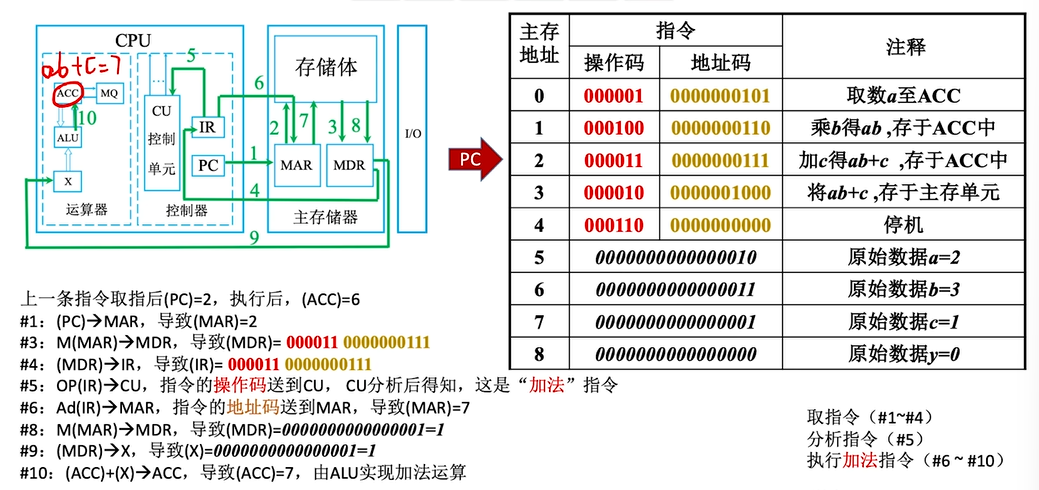 CPU
ab+c=7
ACC
MQ
10
ALU
X
运算器
5
CU
控制
单元
IR
PC
控制器
6
1
4
9
存储体
2
7
3
8
MAR
MDR
主存储器
I/O
PC
主存地址 指令 注释
操作码 地址码
0 000001 0000000101 取数a至ACC
1 000100 0000000110 乘b得ab ,存于ACC中
2 000011 0000000111 加c得ab+c ,存于ACC中
3 000010 0000001000 将ab+c ,存于主存单元
4 000110 0000000000 停机
5 0000000000000010 原始数据a=2
6 0000000000000011 原始数据b=3
7 0000000000000001 原始数据c=1
8 0000000000000000 原始数据y=0
上一条指令取指后(PC)=2，执行后，(ACC)=6
#1：(PC)→MAR，导致(MAR)=2
#3：M(MAR)→MDR，导致(MDR)= 000011 0000000111
#4：(MDR)→IR，导致(IR)= 000011 0000000111
#5：OP(IR)→CU，指令的操作码送到CU， CU分析后得知，这是“加法”指令
#6：Ad(IR)→MAR，指令的地址码送到MAR，导致(MAR)=7
#8：M(MAR)→MDR，导致(MDR)=0000000000000001=1
#9：(MDR)→X，导致(X)=0000000000000001=1
#10：(ACC)+(X)→ACC，导致(ACC)=7，由ALU实现加法运算
取指令（#1~#4）
分析指令（#5）
执行加法指令（#6 ~ #10）